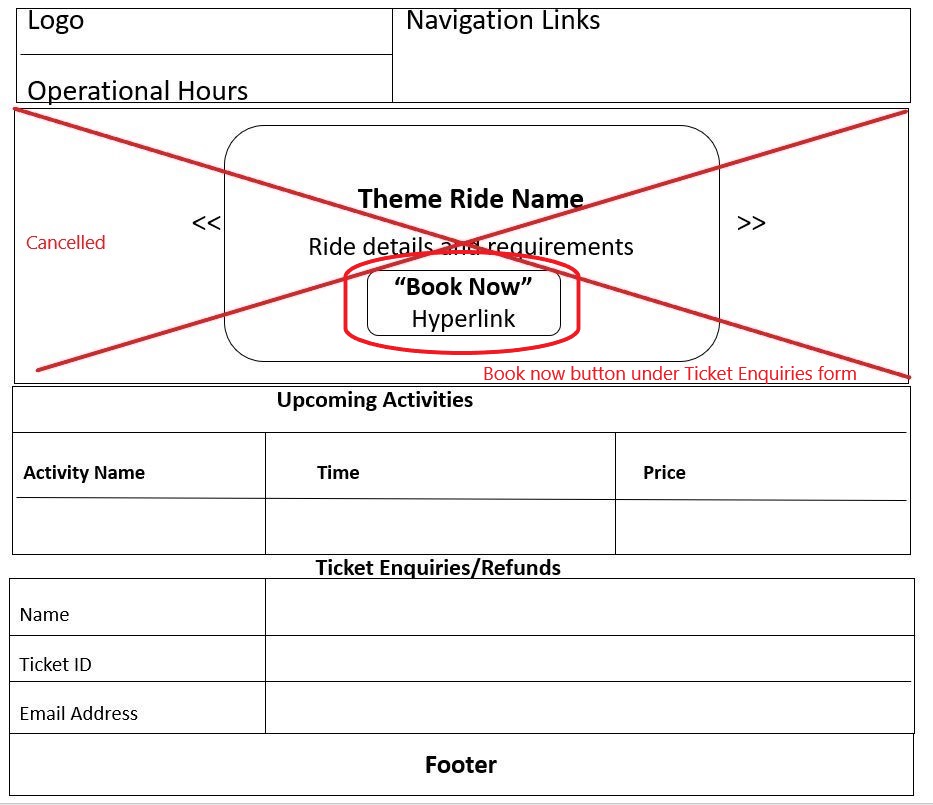 Logo
Navigation Links
Operational Hours
Theme Ride Name
<<
>>
Cancelled
Ride details and requirements
“Book Now”
Hyperlink
Book now button under Ticket Enquiries form
Upcoming Activities
Activity Name
Time
Price
Ticket Enquiries/Refunds
Name
Ticket ID
Email Address
Footer